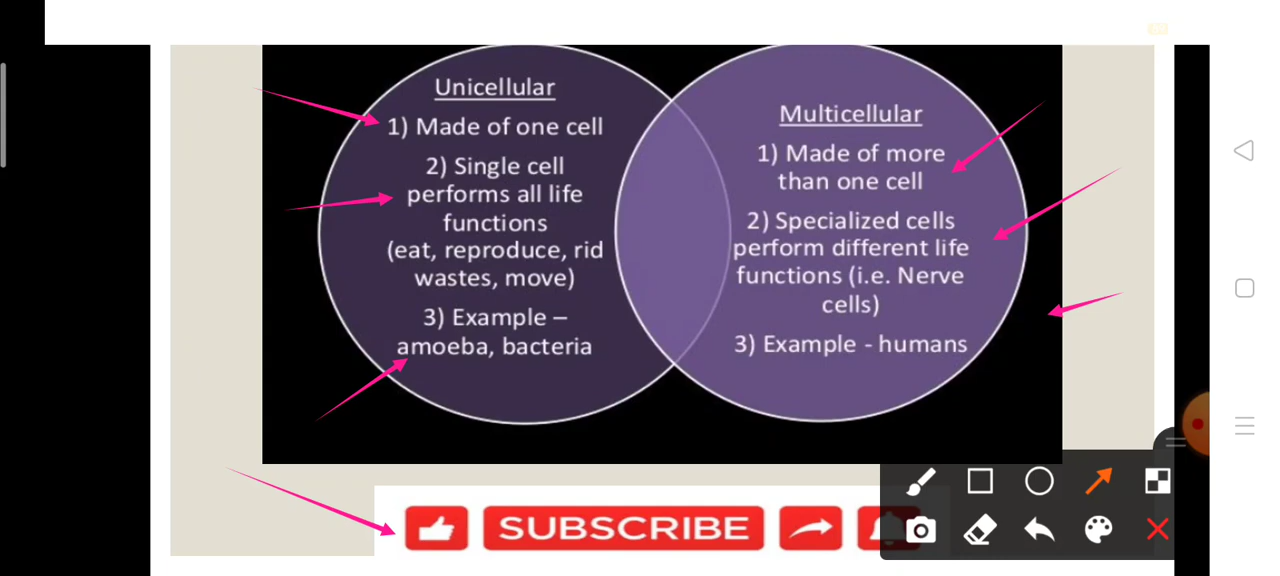 Unicellular
1) Made of one cell
2) Single cell
performs all life
functions
(eat, reproduce, rid
wastes, move)
3) Example –
amoeba, bacteria
Multicellular
1) Made of more
than one cell
2) Specialized cells
perform different life
functions (i.e. Nerve
cells)
3) Example - humans
SUBSCRIBE